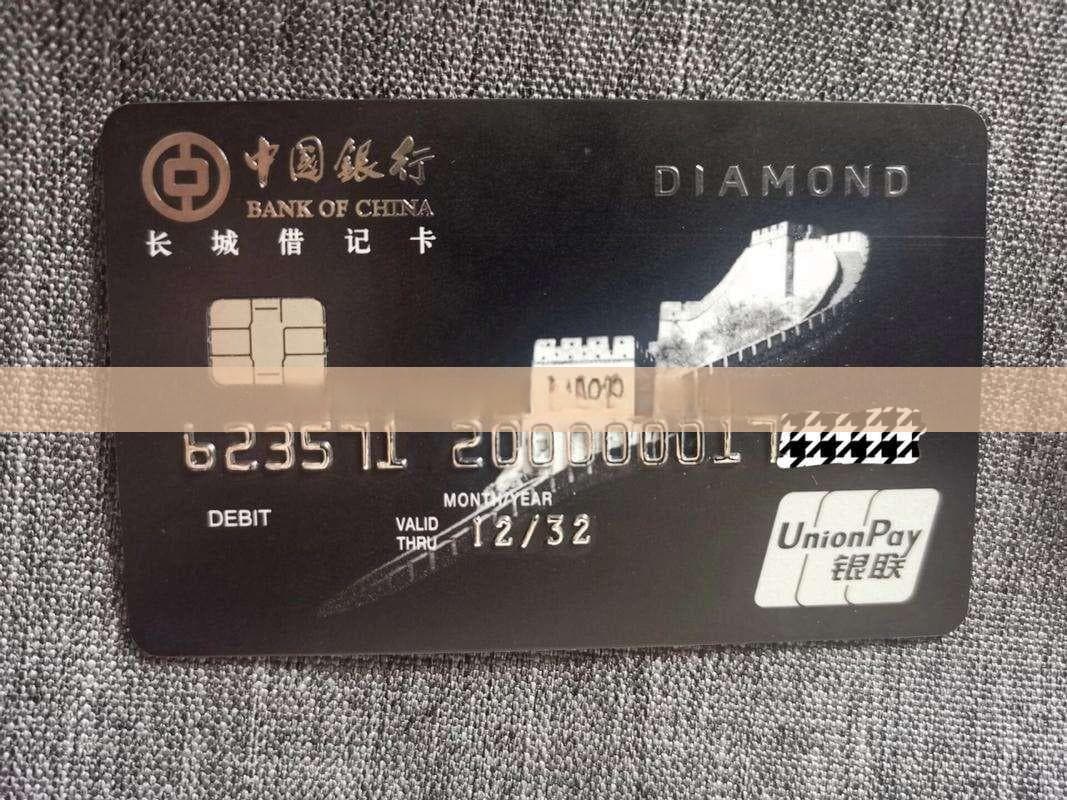 中国銀行
BANK OF CHINA
长城借记卡
DIAMOND
623571 200000017
MONTH/YEAR
DEBIT
VALID THRU 12/32
UnionPay
银联